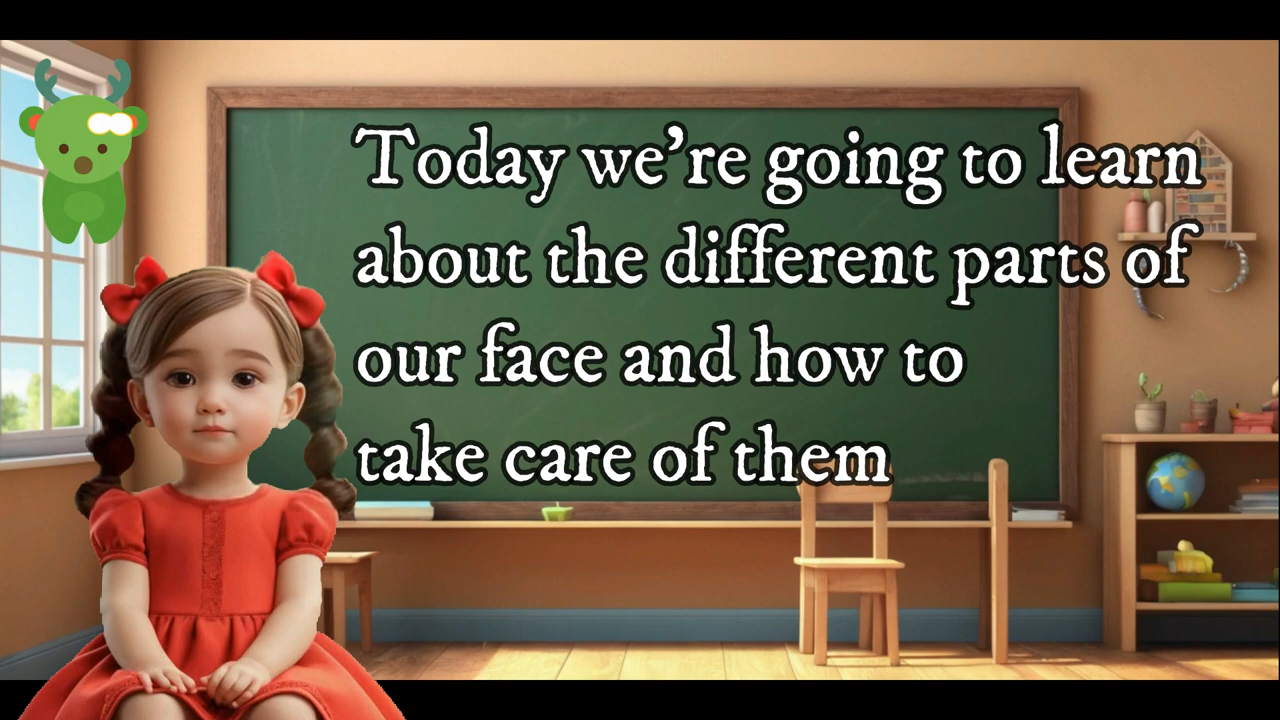 Today we’re going to learn
about the different parts of
our face and how to
take care of them